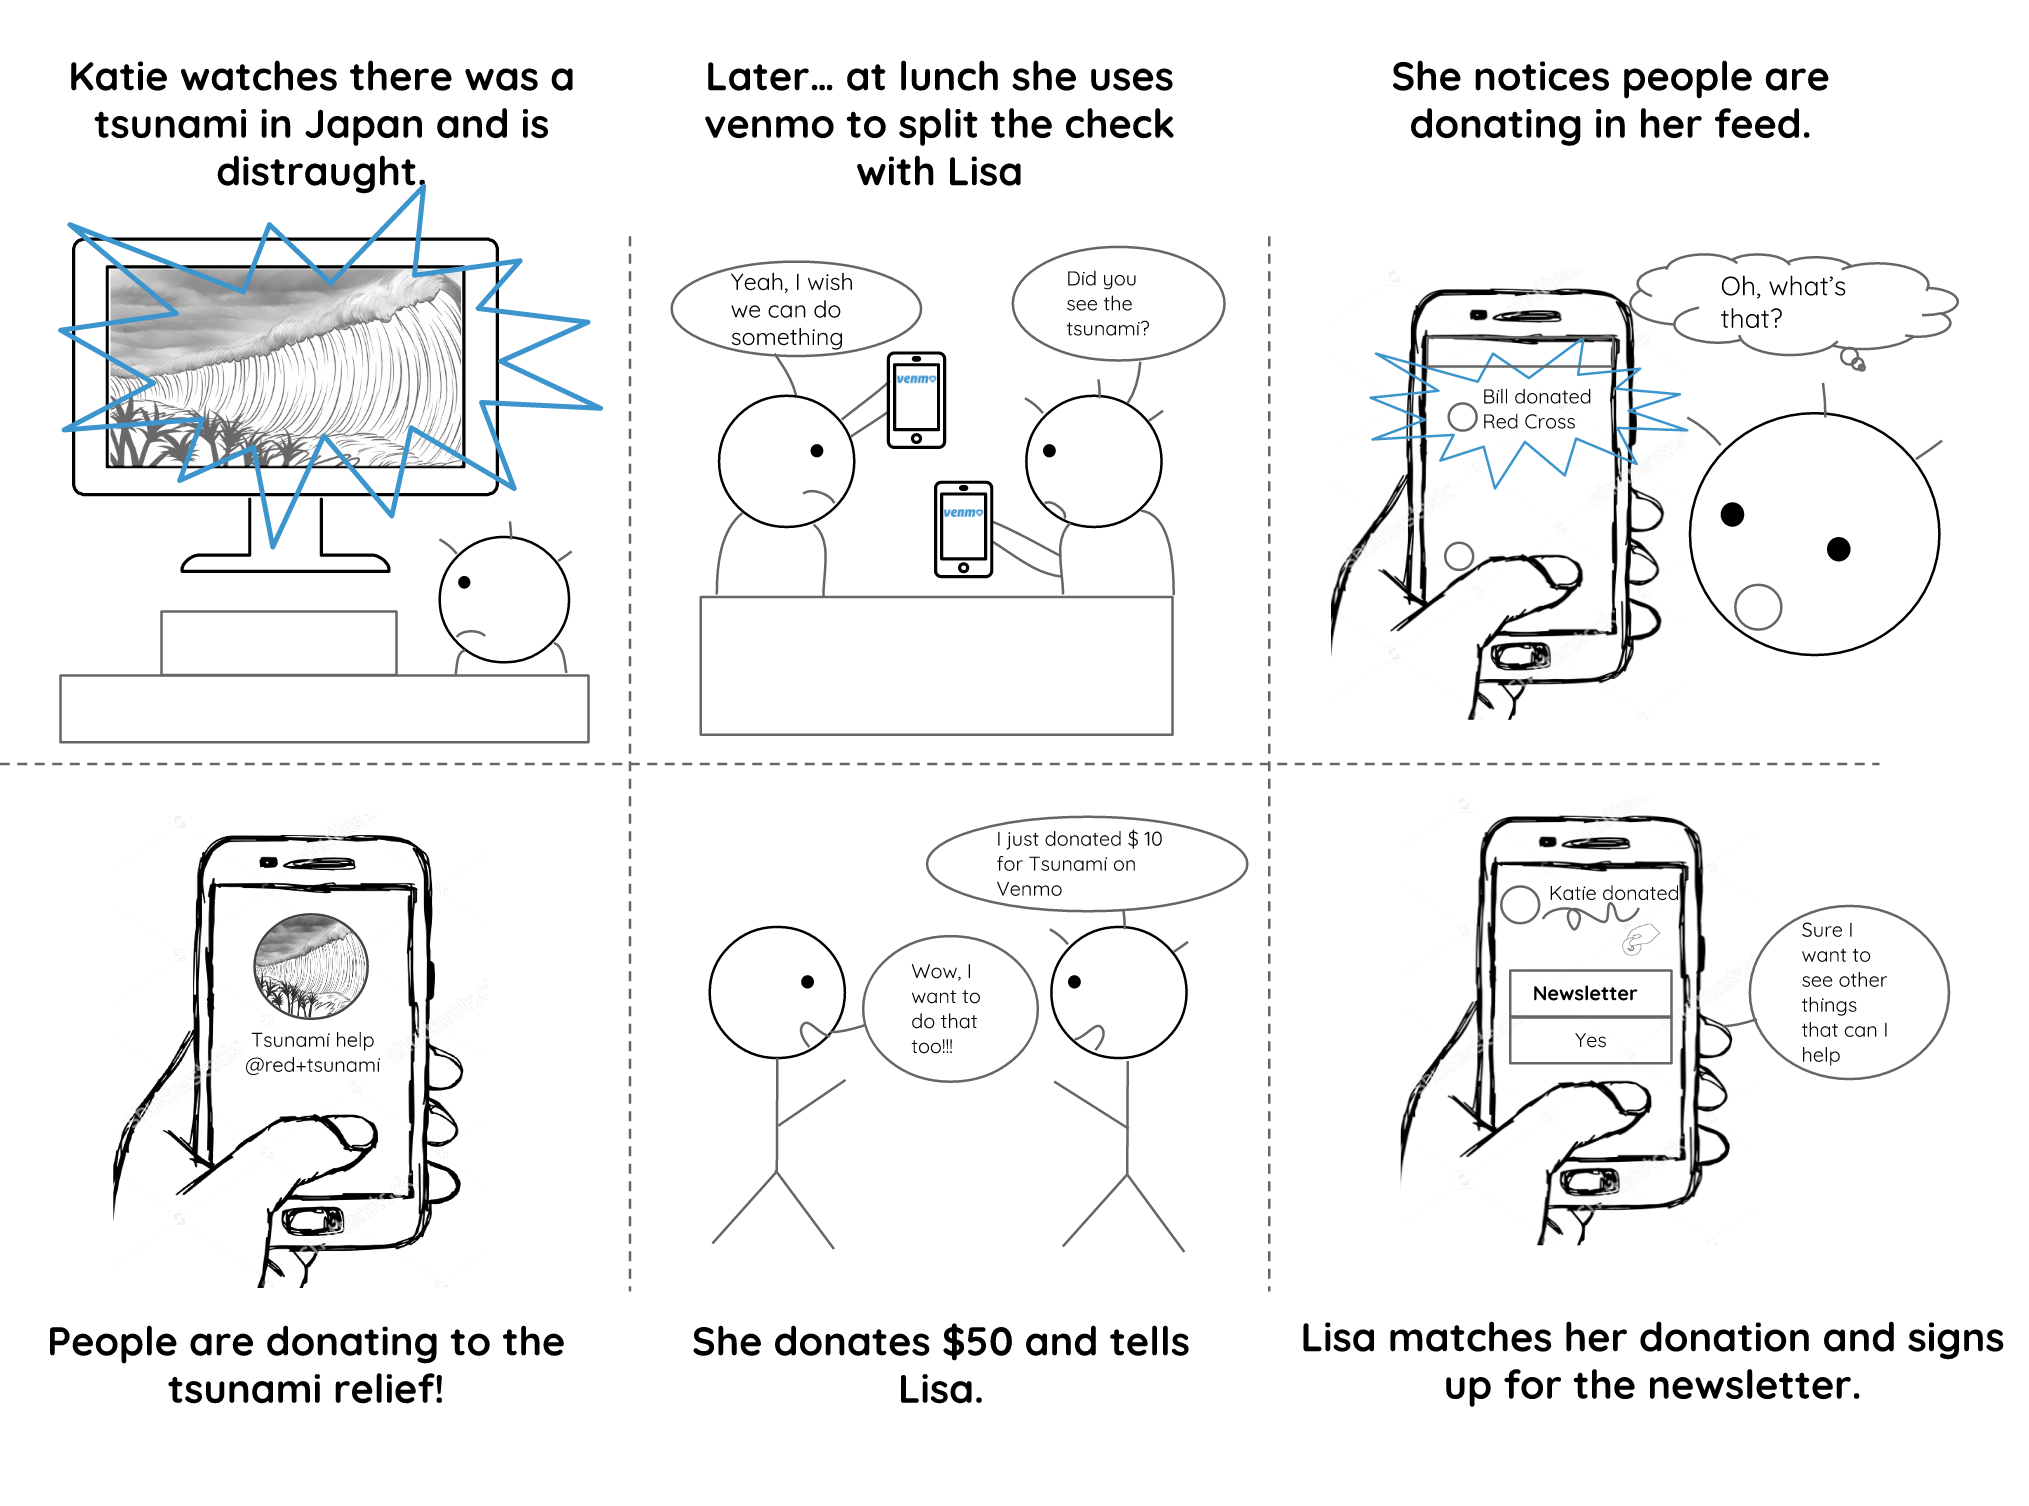 Katie watches there was a
tsunami in Japan and is
distraught.
Later... at lunch she uses
venmo to split the check
with Lisa
She notices people are
donating in her feed.
Yeah, I wish
we can do
something
Did you
see the
tsunami?
venmo
venmo
Oh, what's
that?
Bill donated
Red Cross
Tsunami help
@red+tsunami
I just donated $ 10
for Tsunami on
Venmo
Wow, I
want to
do that
too!!!
Katie donated
Newsletter
Yes
Sure I
want to
see other
things
that can I
help
People are donating to the
tsunami relief!
She donates $50 and tells
Lisa.
Lisa matches her donation and signs
up for the newsletter.